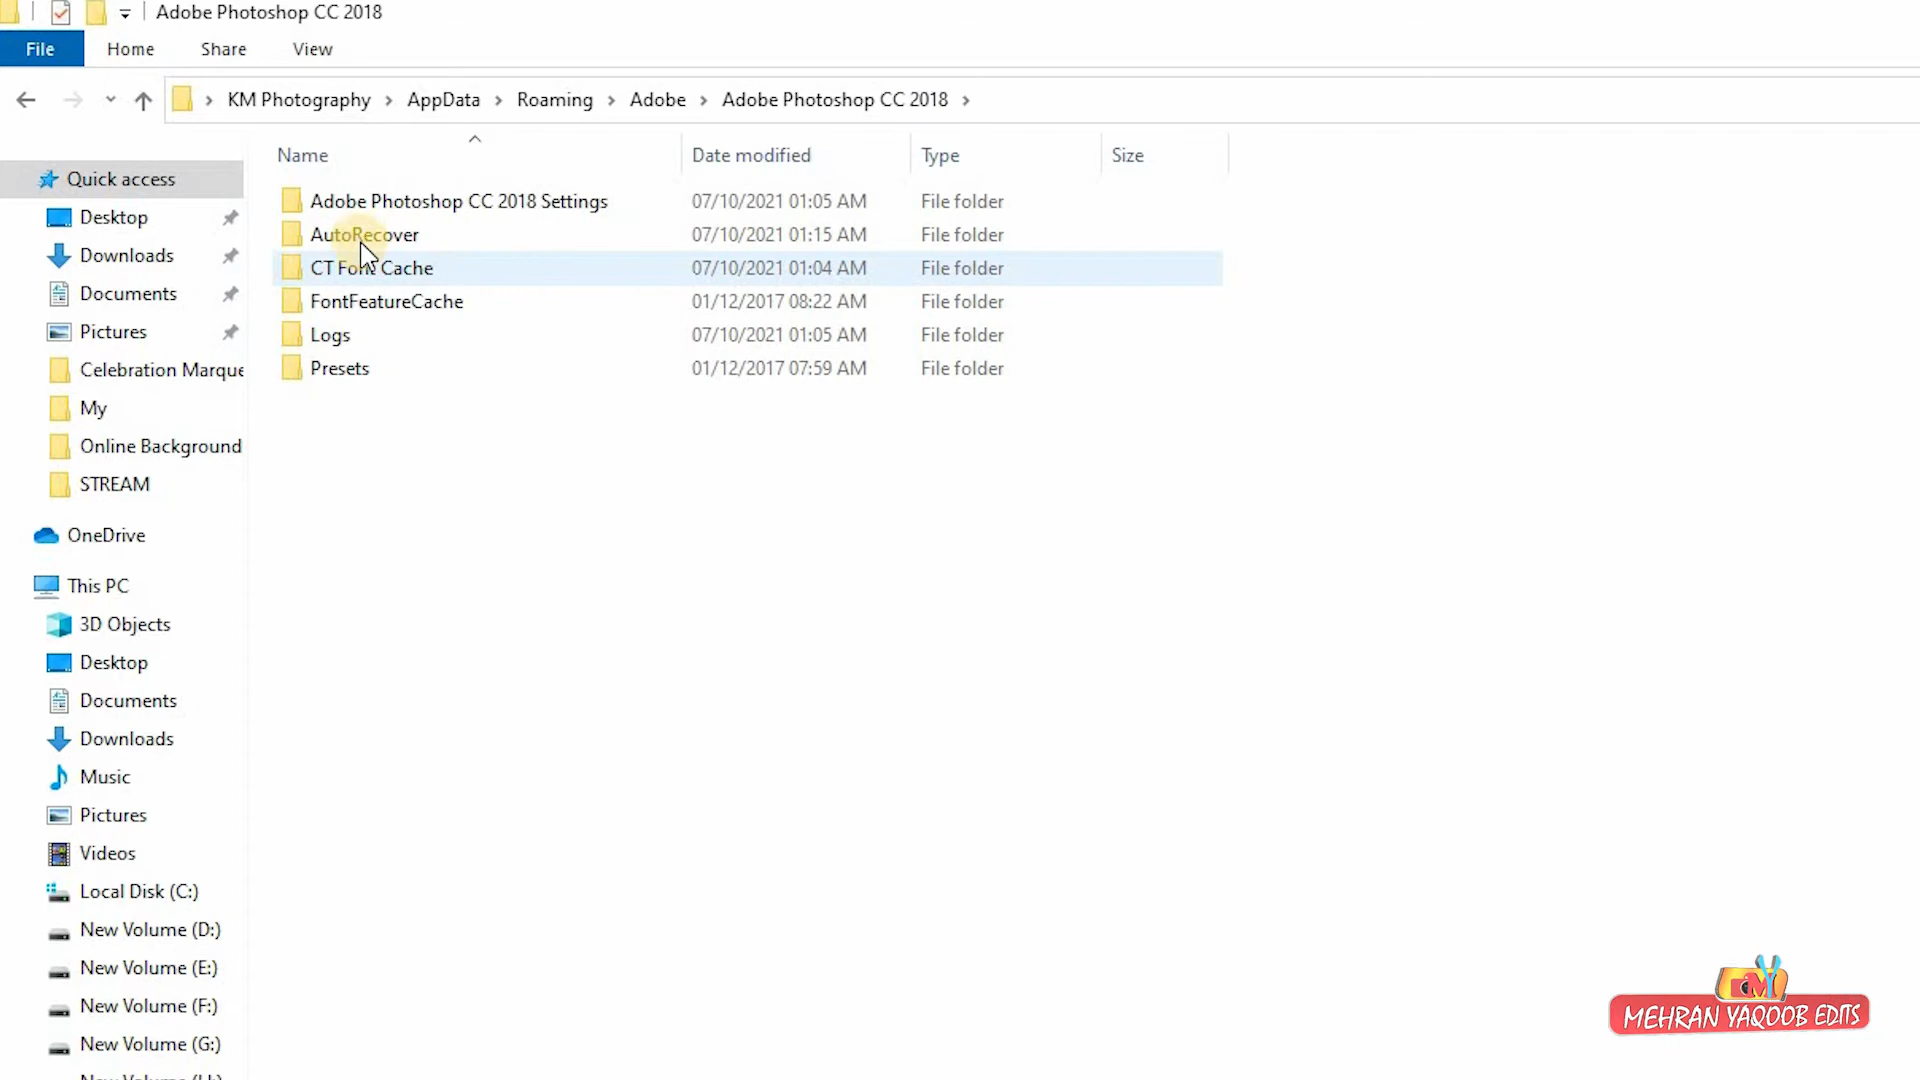 Adobe Photoshop CC 2018
File Home Share View
KM Photography AppData Roaming Adobe Adobe Photoshop CC 2018
Name Date modified Type Size
Quick access
Desktop
Downloads
Documents
Pictures
Celebration Marque
My
Online Background
STREAM
OneDrive
This PC
3D Objects
Desktop
Documents
Downloads
Music
Pictures
Videos
Local Disk (C:)
New Volume (D:)
New Volume (E:)
New Volume (F:)
New Volume (G:)
Adobe Photoshop CC 2018 Settings 07/10/2021 01:05 AM File folder
AutoRecover 07/10/2021 01:15 AM File folder
CT Font Cache 07/10/2021 01:04 AM File folder
FontFeatureCache 01/12/2017 08:22 AM File folder
Logs 07/10/2021 01:05 AM File folder
Presets 01/12/2017 07:59 AM File folder
MY
MEHRAN YAQOOB EDITS